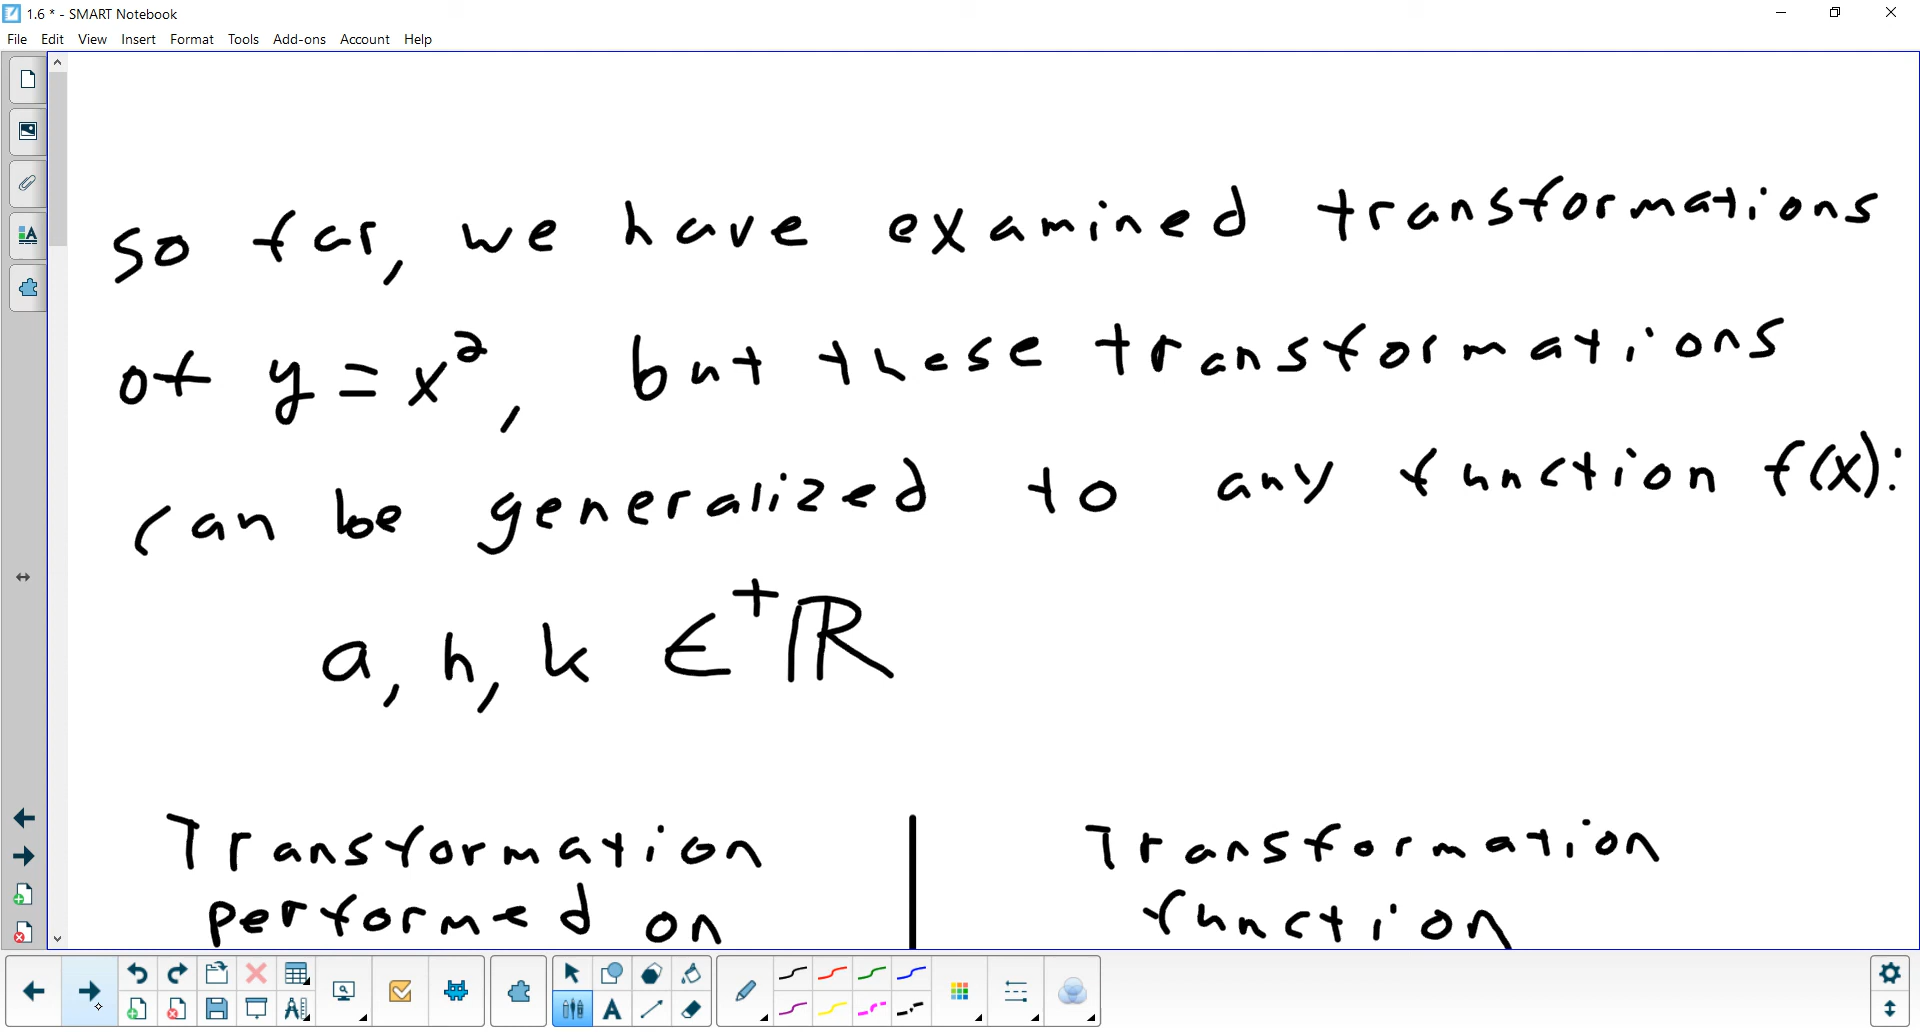 1.6 * - SMART Notebook
File Edit View Insert Format Tools Add-ons Account Help
so far, we have examined transformations
of y = x², but these transformations
can be generalized to any function f(x):
a, h, k ∈ ⁺ℝ
Transformation Transformation
performed on function